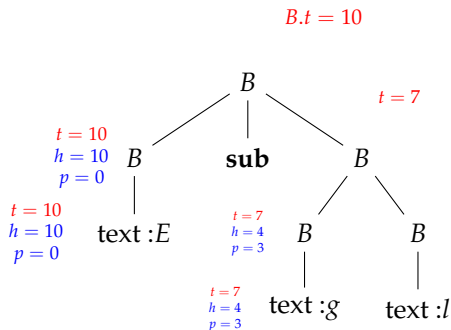 B.t = 10
B
t = 7
t = 10
h = 10
p = 0
B
sub
B
t = 10
h = 10
p = 0
text :E
t = 7
h = 4
p = 3
B
B
t = 7
h = 4
p = 3
text :g
text :l